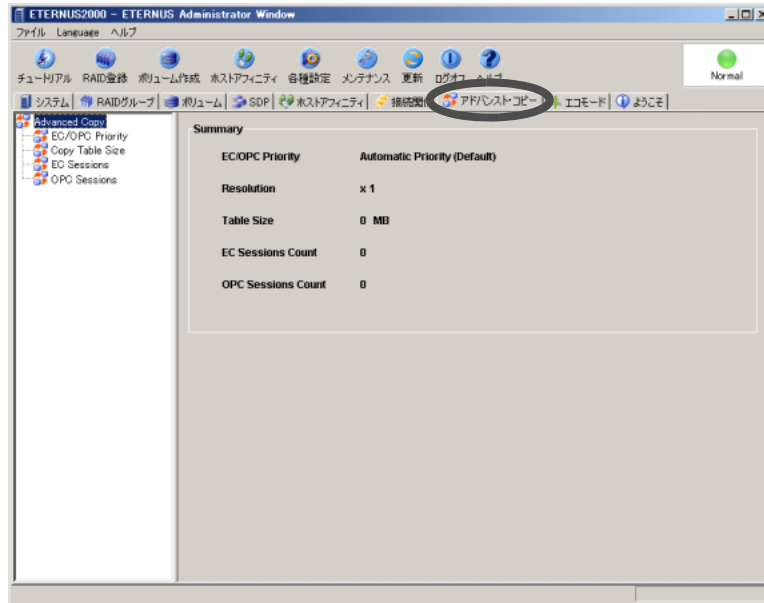 ETERNUS2000 - ETERNUS Administrator Window
ファイル Language ヘルプ
チュートリアル RAID登録 ボリューム作成 ホストアフィニティ 各種設定 メンテナンス 更新 ログオフ ヘルプ
Normal
システム RAIDグループ ボリューム SDP ホストアフィニティ 接続 アドバンスト・コピー エコモード ようこそ
Advanced Copy
EC/OPC Priority
Copy Table Size
EC Sessions
OPC Sessions
Summary
EC/OPC Priority Automatic Priority (Default)
Resolution x 1
Table Size 0 MB
EC Sessions Count 0
OPC Sessions Count 0